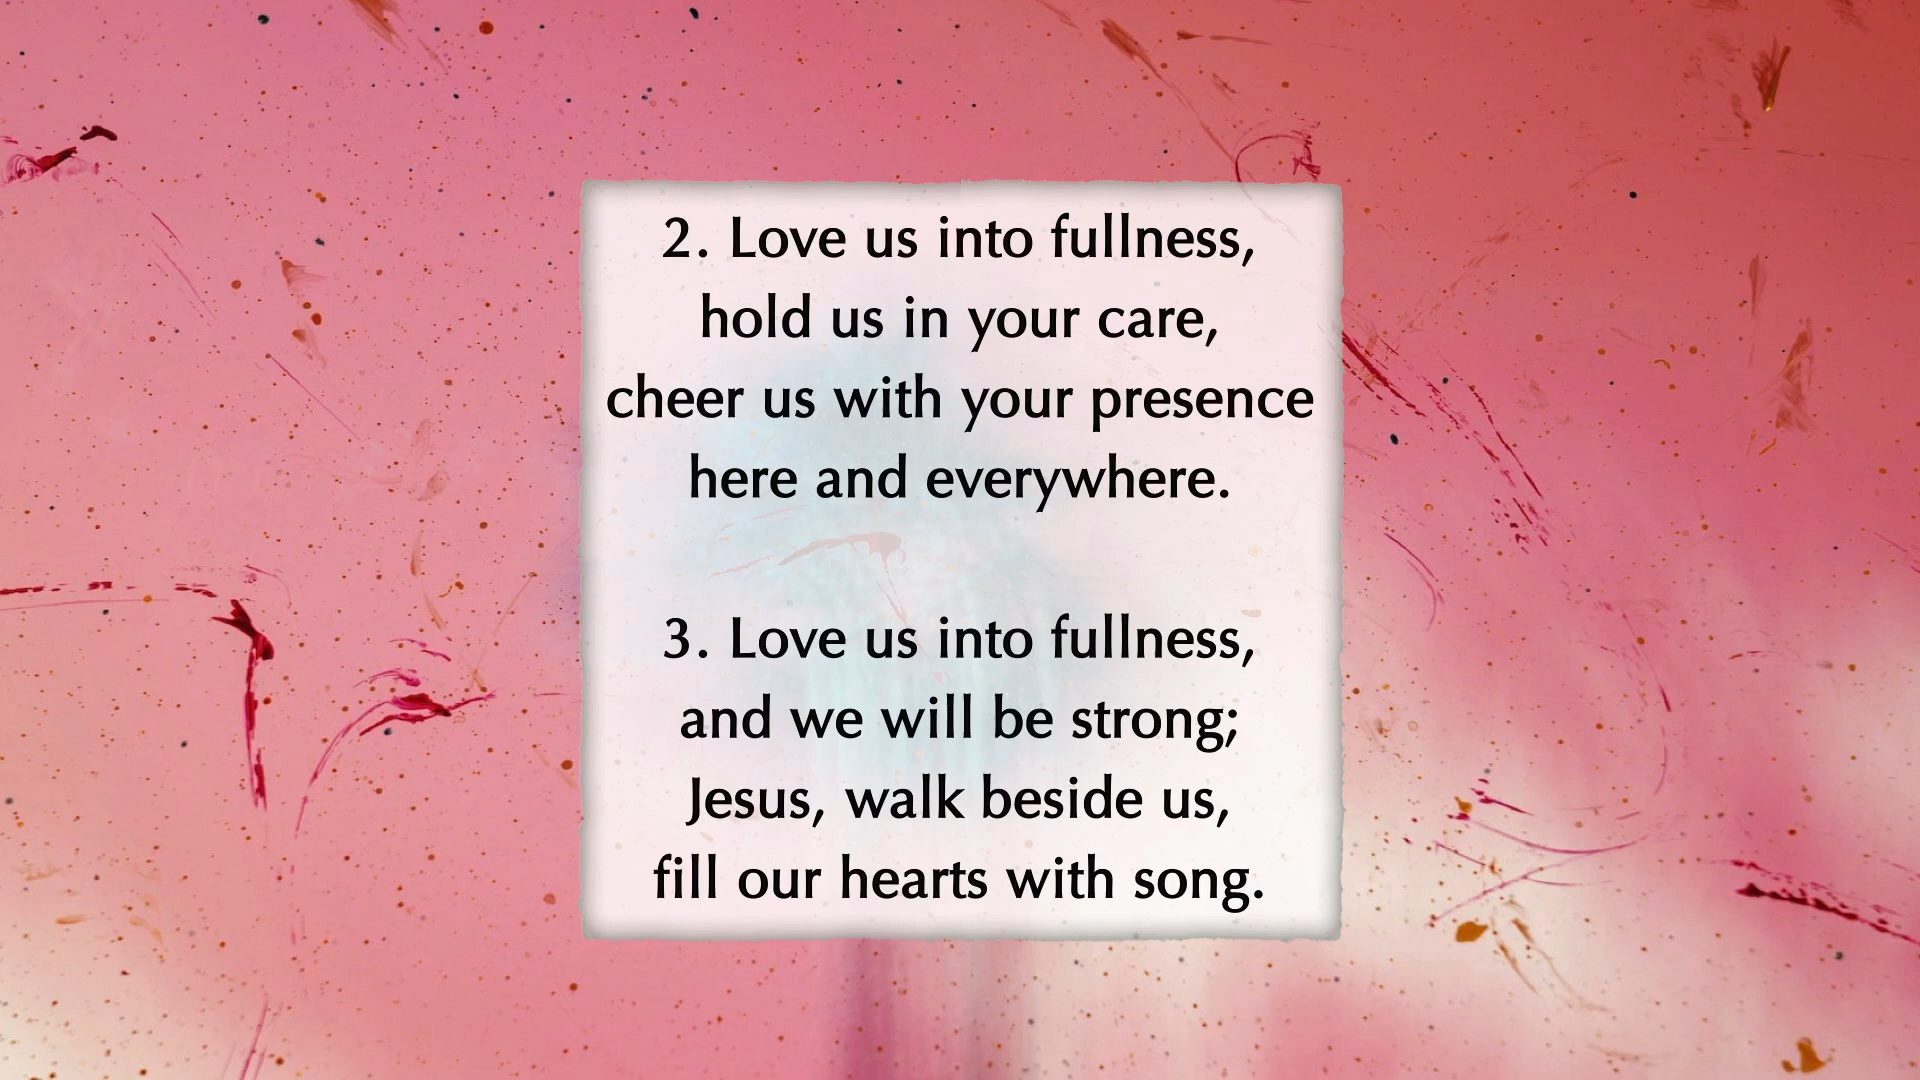 2. Love us into fullness,
hold us in your care,
cheer us with your presence
here and everywhere.
3. Love us into fullness,
and we will be strong;
Jesus, walk beside us,
fill our hearts with song.